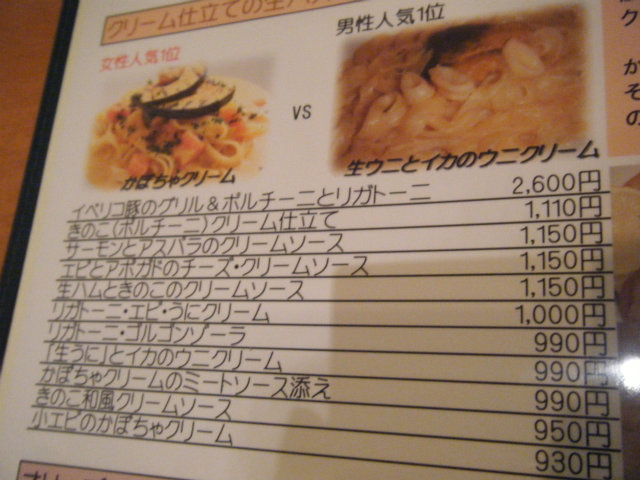 クリーム仕立ての生パ
女性人気1位
男性人気1位
VS
かぼちゃクリーム
生ウニとイカのウニクリーム
イベリコ豚のグリル＆ポルチーニとリガトーニ 2,600円
きのこ(ポルチーニ)クリーム仕立て 1,110円
サーモンとアスパラのクリームソース 1,150円
エビとアボガドのチーズ・クリームソース 1,150円
生ハムときのこのクリームソース 1,150円
リガトーニ・エビ・うにクリーム 1,000円
リガトーニ・ゴルゴンゾーラ 990円
「生うに」とイカのウニクリーム 990円
かぼちゃクリームのミートソース添え 990円
きのこ和風クリームソース 950円
小エビのかぼちゃクリーム 930円
ク
か
そ
の